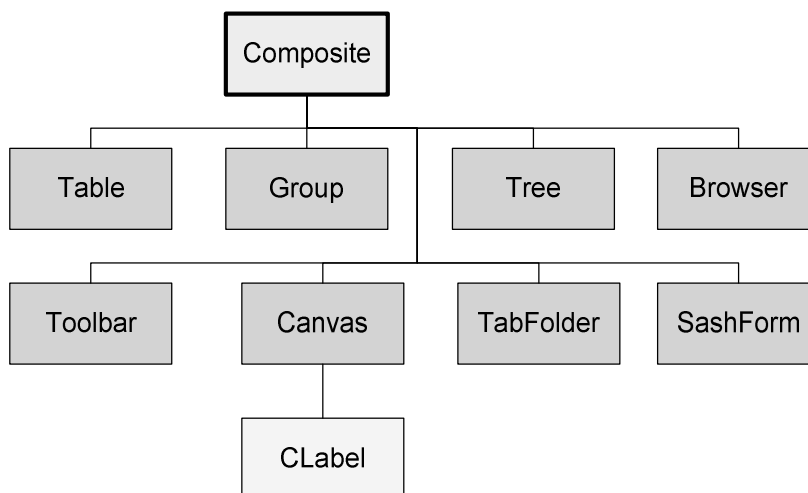 Composite
Table
Group
Tree
Browser
Toolbar
Canvas
TabFolder
SashForm
CLabel